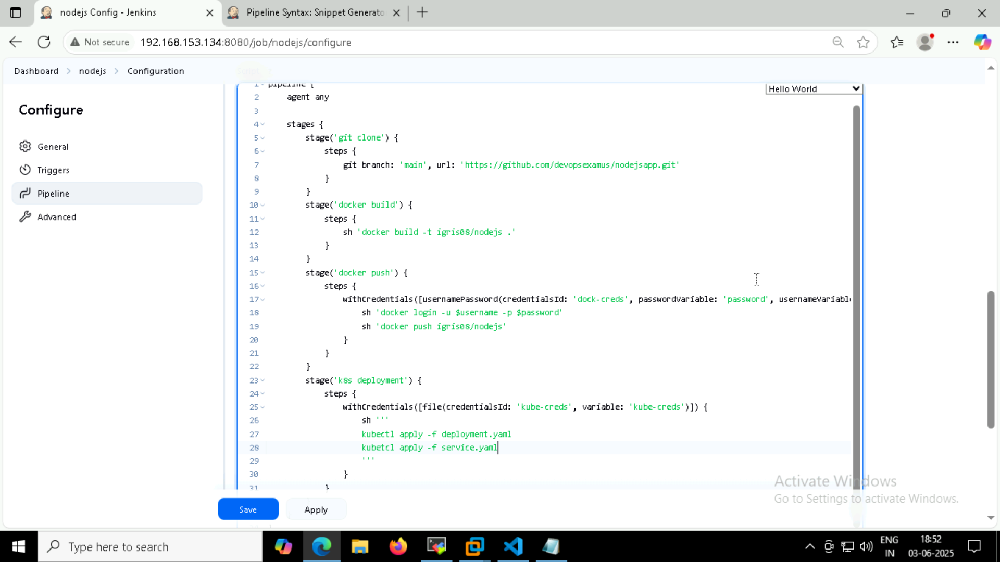 nodejs Config - Jenkins
Pipeline Syntax: Snippet Generato
Not secure
192.168.153.134:8080/job/nodejs/configure
Dashboard
nodejs
Configuration
Configure
General
Triggers
Pipeline
Advanced
Hello World
1 pipeline {
2 agent any
3
4 stages {
5 stage('git clone') {
6 steps {
7 git branch: 'main', url: 'https://github.com/devopsexamus/nodejsapp.git'
8 }
9 }
10 stage('docker build') {
11 steps {
12 sh 'docker build -t igris08/nodejs .'
13 }
14 }
15 stage('docker push') {
16 steps {
17 withCredentials([usernamePassword(credentialsId: 'dock-creds', passwordVariable: 'password', usernameVariabl
18 sh 'docker login -u $username -p $password'
19 sh 'docker push igris08/nodejs'
20 }
21 }
22 }
23 stage('k8s deployment') {
24 steps {
25 withCredentials([file(credentialsId: 'kube-creds', variable: 'kube-creds')]) {
26 sh '''
27 kubectl apply -f deployment.yaml
28 kubetcl apply -f service.yaml
29 '''
30 }
31 }
Save
Apply
Activate Windows
Go to Settings to activate Windows.
Type here to search
ENG
IN
18:52
03-06-2025